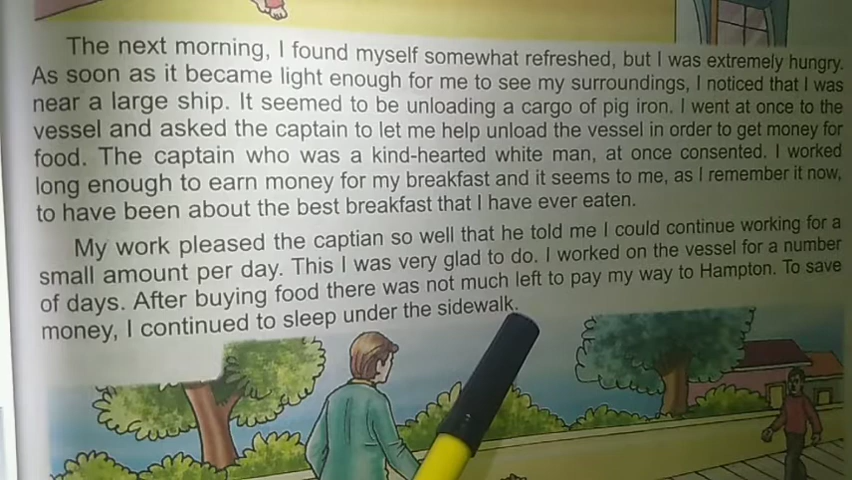 The next morning, I found myself somewhat refreshed, but I was extremely hungry.
As soon as it became light enough for me to see my surroundings, I noticed that I was
near a large ship. It seemed to be unloading a cargo of pig iron. I went at once to the
vessel and asked the captain to let me help unload the vessel in order to get money for
food. The captain who was a kind-hearted white man, at once consented. I worked
long enough to earn money for my breakfast and it seems to me, as I remember it now,
to have been about the best breakfast that I have ever eaten.
My work pleased the captian so well that he told me I could continue working for a
small amount per day. This I was very glad to do. I worked on the vessel for a number
of days. After buying food there was not much left to pay my way to Hampton. To save
money, I continued to sleep under the sidewalk.